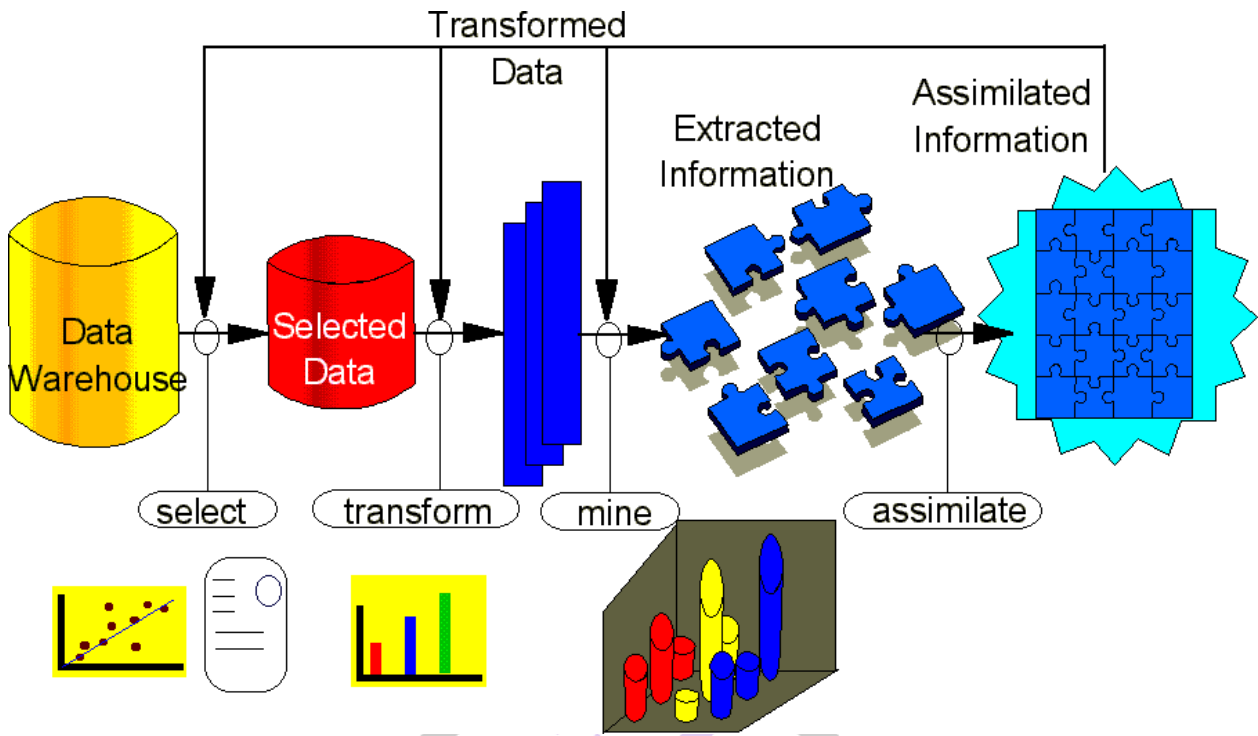 Transformed
Data
Assimilated
Information
Extracted
Information
Data
Warehouse
Selected
Data
select
transform
mine
assimilate